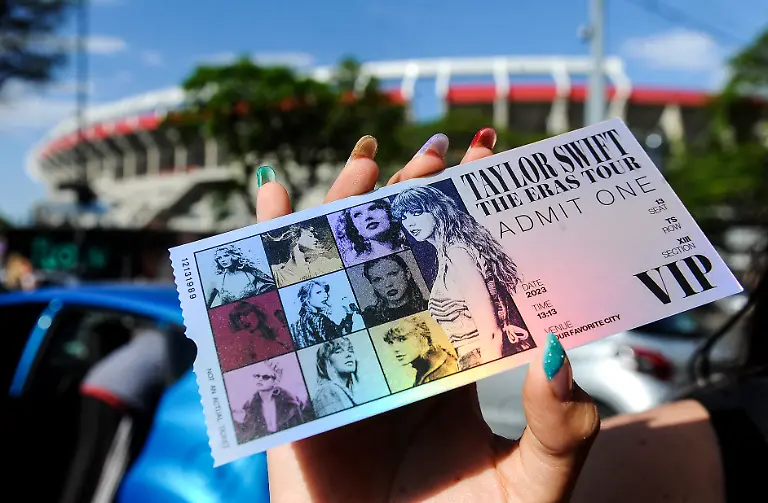 12131989
NOT AN ACTUAL TICKET
TAYLOR SWIFT
THE ERAS TOUR
ADMIT ONE
13
SEAT
TS
ROW
XIII
SECTION
VIP
DATE
2023
TIME
13:13
VENUE
YOUR FAVORITE CITY